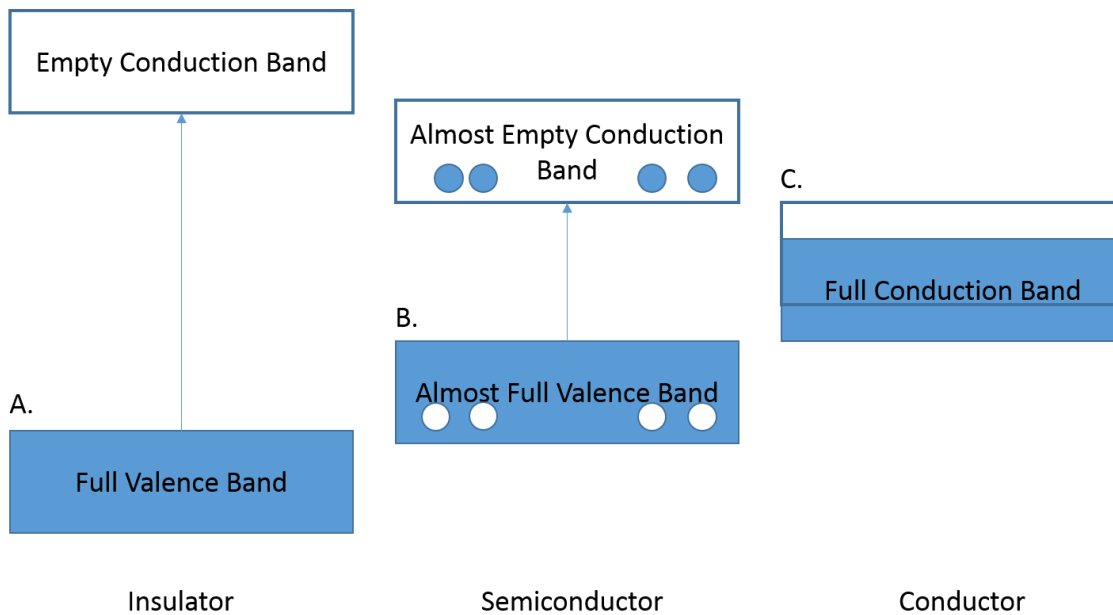 Empty Conduction Band
Almost Empty Conduction
Band
C.
Full Conduction Band
B.
Almost Full Valence Band
A.
Full Valence Band
Insulator
Semiconductor
Conductor